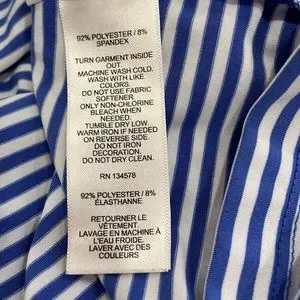 92% POLYESTER / 8%
SPANDEX
TURN GARMENT INSIDE
OUT.
MACHINE WASH COLD.
WASH WITH LIKE
COLORS.
DO NOT USE FABRIC
SOFTENER.
ONLY NON-CHLORINE
BLEACH WHEN
NEEDED.
TUMBLE DRY LOW.
WARM IRON IF NEEDED
ON REVERSE SIDE.
DO NOT IRON
DECORATION.
DO NOT DRY CLEAN.
RN 134578
92% POLYESTER / 8%
ÉLASTHANNE
RETOURNER LE
VÊTEMENT.
LAVAGE EN MACHINE À
L'EAU FROIDE.
LAVER AVEC DES
COULEURS